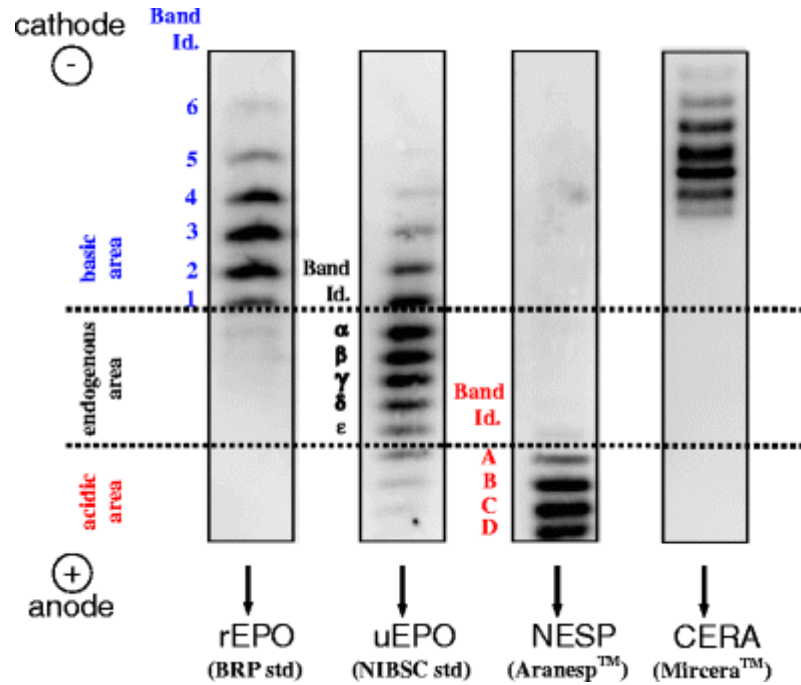 cathode
-
Band
Id.
6
5
4
3
2
1
basic
area
Band
Id.
endogenous
area
α
β
γ
δ
ε
Band
Id.
acidic
area
A
B
C
D
+
anode
rEPO
(BRP std)
uEPO
(NIBSC std)
NESP
(Aranesp™)
CERA
(Mircera™)